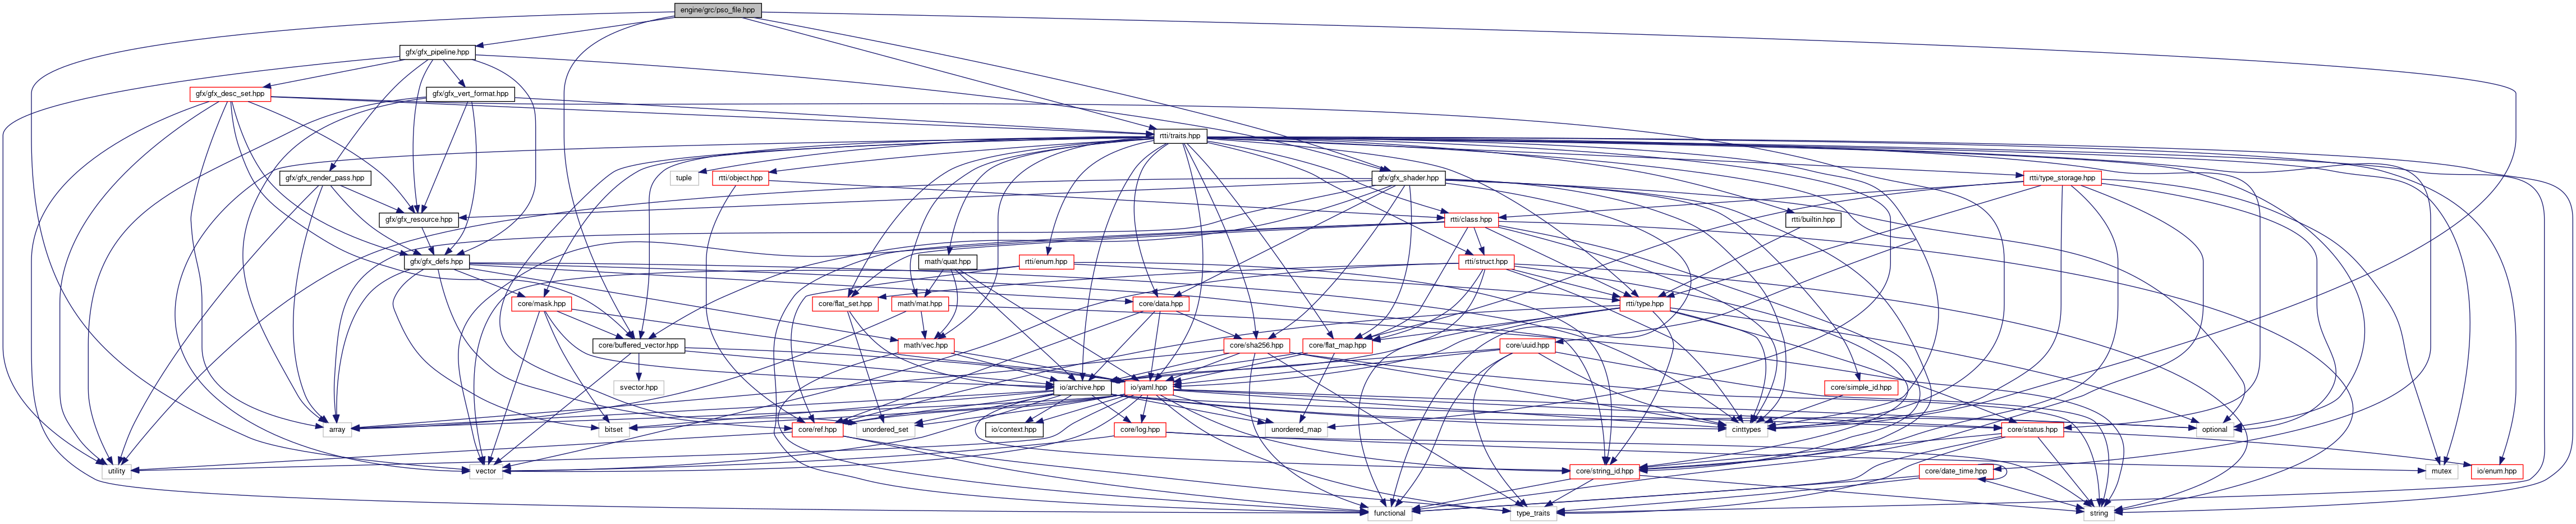 engine/grc/pso_file.hpp
gfx/gfx_pipeline.hpp
gfx/gfx_desc_set.hpp
gfx/gfx_vert_format.hpp
rtti/traits.hpp
gfx/gfx_render_pass.hpp
tuple
rtti/object.hpp
gfx/gfx_shader.hpp
rtti/type_storage.hpp
gfx/gfx_resource.hpp
rtti/class.hpp
rtti/builtin.hpp
gfx/gfx_defs.hpp
math/quat.hpp
rtti/enum.hpp
rtti/struct.hpp
core/mask.hpp
core/flat_set.hpp
math/mat.hpp
core/data.hpp
rtti/type.hpp
core/buffered_vector.hpp
math/vec.hpp
core/sha256.hpp
core/flat_map.hpp
core/uuid.hpp
svector.hpp
io/archive.hpp
io/yaml.hpp
core/simple_id.hpp
array
bitset
core/ref.hpp
unordered_set
io/context.hpp
core/log.hpp
unordered_map
cinttypes
core/status.hpp
optional
utility
vector
core/string_id.hpp
core/date_time.hpp
mutex
io/enum.hpp
functional
type_traits
string